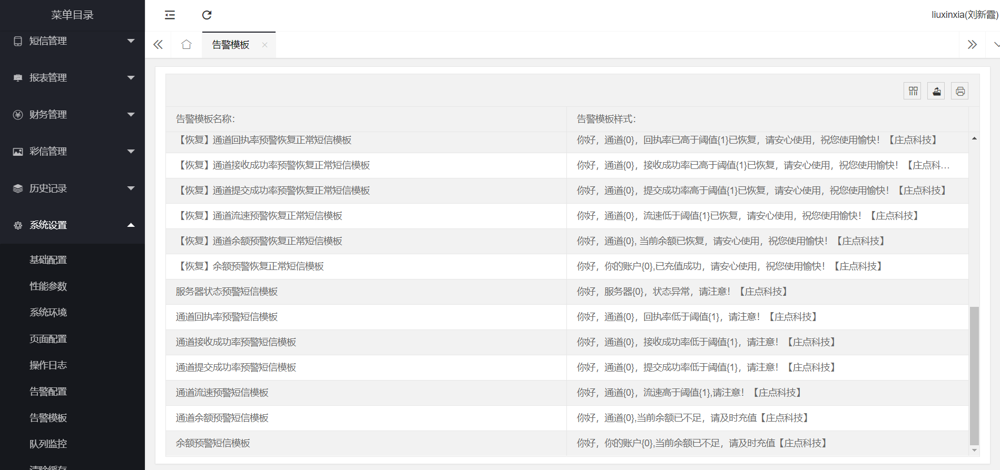 菜单目录
短信管理
报表管理
财务管理
彩信管理
历史记录
系统设置
基础配置
性能参数
系统环境
页面配置
操作日志
告警配置
告警模板
队列监控
清除缓存
liuxinxia(刘新霞)
告警模板
告警模板名称： 告警模板样式：
【恢复】通道回执率预警恢复正常短信模板 你好，通道{0}，回执率已高于阈值{1}已恢复，请安心使用，祝您使用愉快！【庄点科技】
【恢复】通道接收成功率预警恢复正常短信模板 你好，通道{0}，接收成功率已高于阈值{1}已恢复，请安心使用，祝您使用愉快！【庄点科…
【恢复】通道提交成功率预警恢复正常短信模板 你好，通道{0}，提交成功率高于阈值{1}已恢复，请安心使用，祝您使用愉快！【庄点科技】
【恢复】通道流速预警恢复正常短信模板 你好，通道{0}，流速低于阈值{1}已恢复，请安心使用，祝您使用愉快！【庄点科技】
【恢复】通道余额预警恢复正常短信模板 你好，通道{0}, 当前余额已恢复，请安心使用，祝您使用愉快！【庄点科技】
【恢复】余额预警恢复正常短信模板 你好，你的账户{0},已充值成功，请安心使用，祝您使用愉快！【庄点科技】
服务器状态预警短信模板 你好，服务器{0}，状态异常，请注意！【庄点科技】
通道回执率预警短信模板 你好，通道{0}，回执率低于阈值{1}，请注意！【庄点科技】
通道接收成功率预警短信模板 你好，通道{0}，接收成功率低于阈值{1}，请注意！【庄点科技】
通道提交成功率预警短信模板 你好，通道{0}，提交成功率低于阈值{1}，请注意！【庄点科技】
通道流速预警短信模板 你好，通道{0}，流速高于阈值{1},请注意！【庄点科技】
通道余额预警短信模板 你好，通道{0},当前余额已不足，请及时充值【庄点科技】
余额预警短信模板 你好，你的账户{0},当前余额已不足，请及时充值【庄点科技】